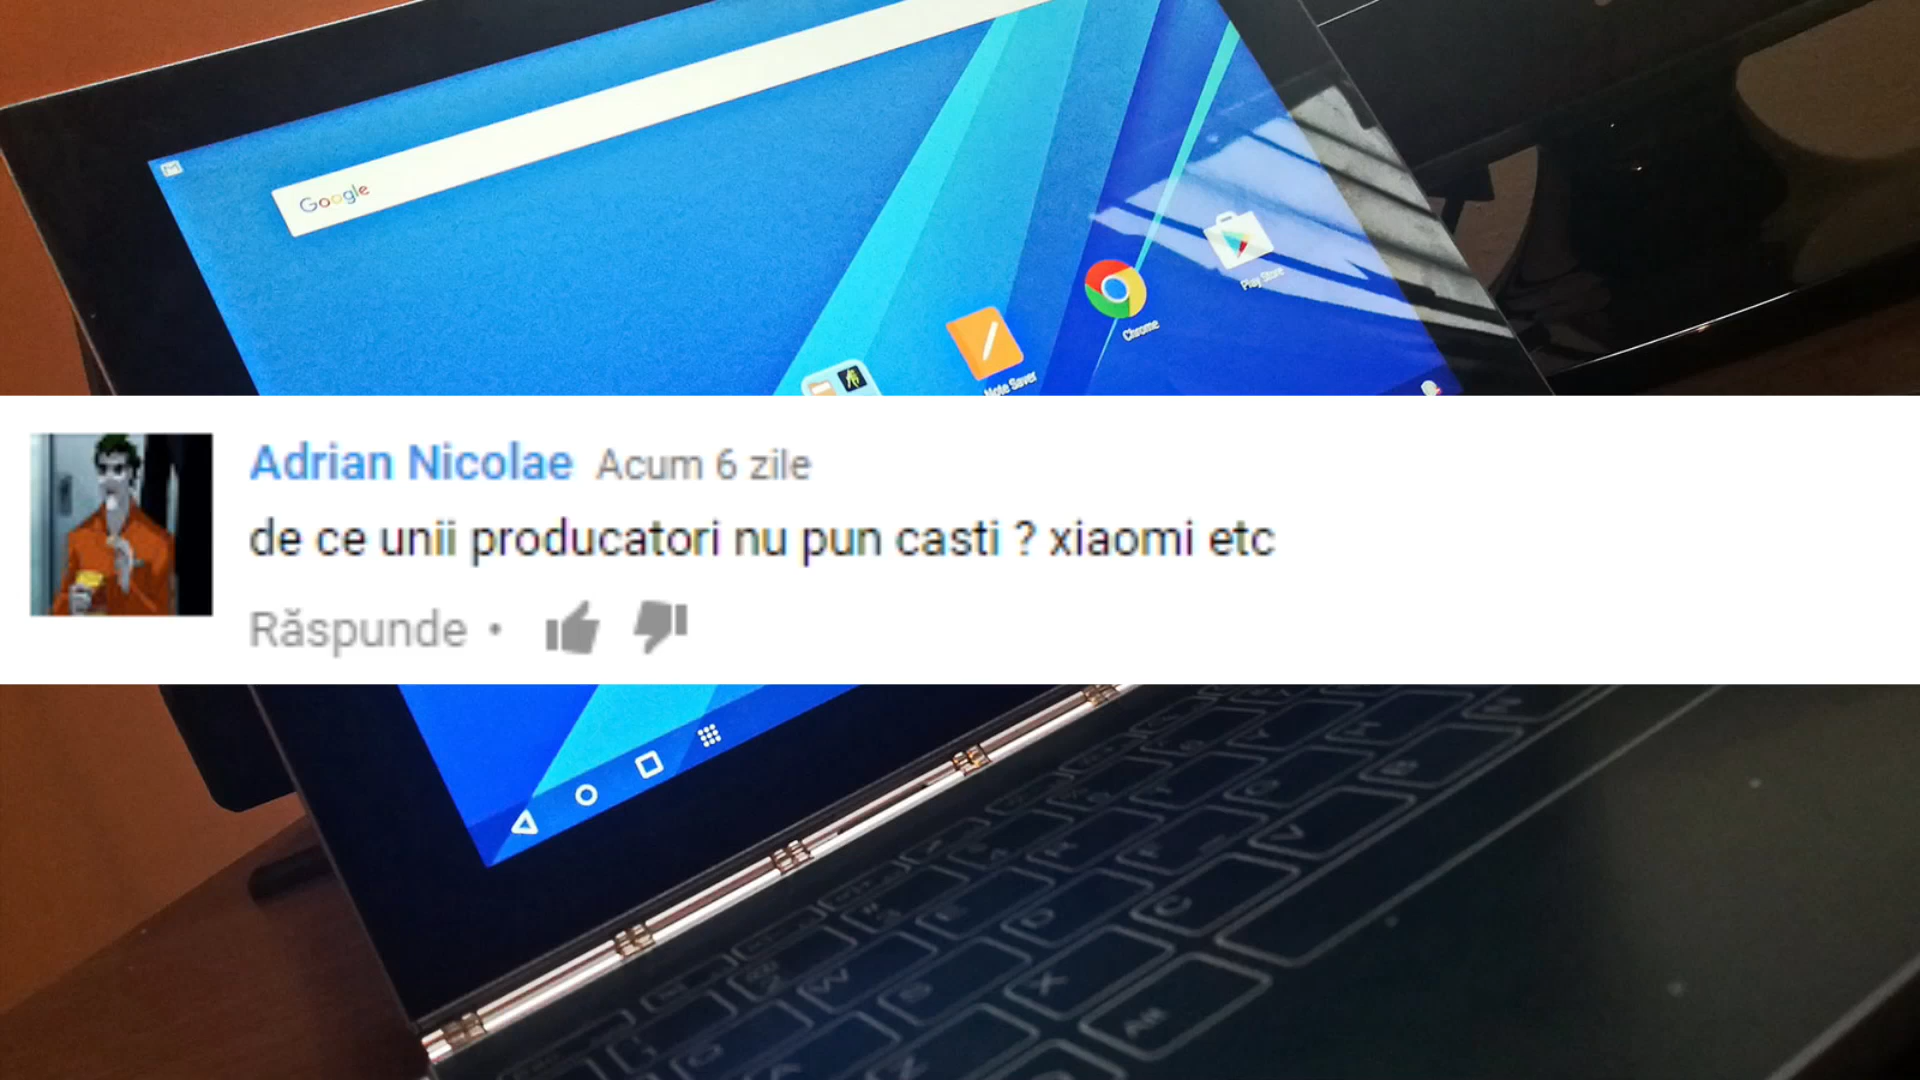 Google
Play Store
Chrome
Note Saver
Adrian Nicolae Acum 6 zile
de ce unii producatori nu pun casti ? xiaomi etc
Răspunde •